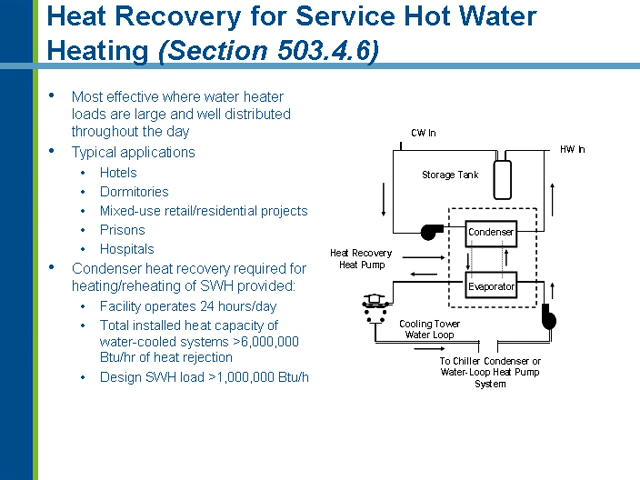 Heat Recovery for Service Hot Water
Heating (Section 503.4.6)
• Most effective where water heater
loads are large and well distributed
throughout the day
• Typical applications
• Hotels
• Dormitories
• Mixed-use retail/residential projects
• Prisons
• Hospitals
• Condenser heat recovery required for
heating/reheating of SWH provided:
• Facility operates 24 hours/day
• Total installed heat capacity of
water-cooled systems >6,000,000
Btu/hr of heat rejection
• Design SWH load >1,000,000 Btu/h
CW In
HW In
Storage Tank
Condenser
Heat Recovery
Heat Pump
Evaporator
Cooling Tower
Water Loop
To Chiller Condenser or
Water-Loop Heat Pump
System